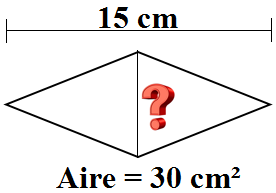 15 cm
?
Aire = 30 cm²